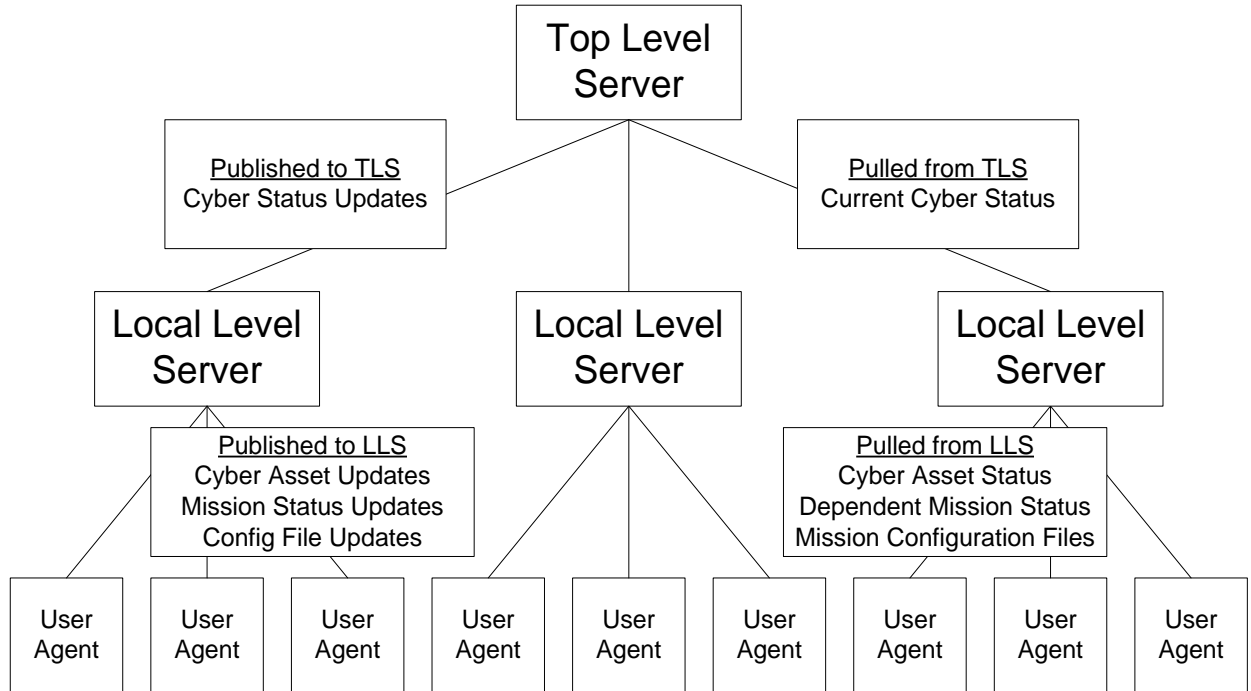 Top Level
Server
Published to TLS
Cyber Status Updates
Pulled from TLS
Current Cyber Status
Local Level
Server
Local Level
Server
Local Level
Server
Published to LLS
Cyber Asset Updates
Mission Status Updates
Config File Updates
Pulled from LLS
Cyber Asset Status
Dependent Mission Status
Mission Configuration Files
User
Agent
User
Agent
User
Agent
User
Agent
User
Agent
User
Agent
User
Agent
User
Agent
User
Agent